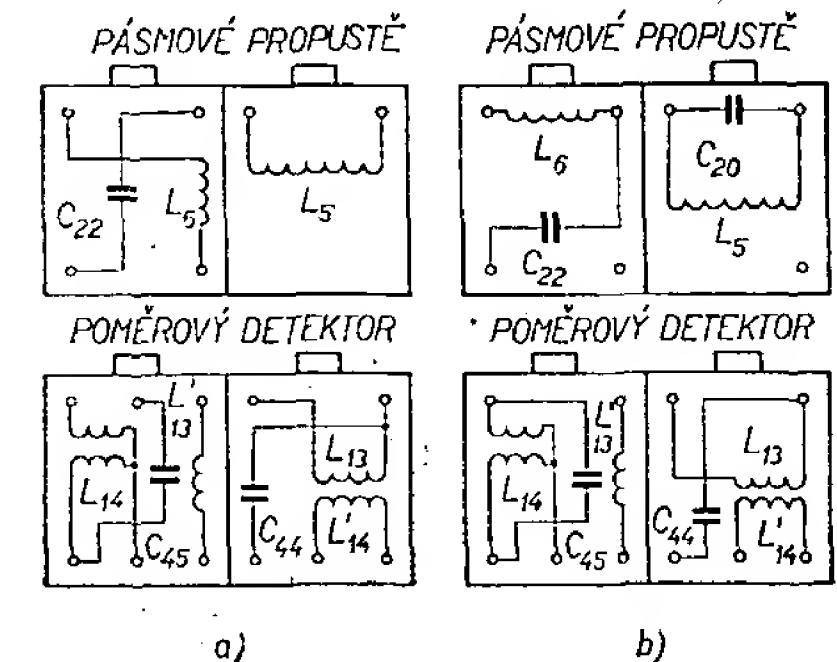 PÁSMOVÉ PROPUSTĚ
C22
L6
L5
PÁSMOVÉ PROPUSTĚ
L6
C22
C20
L5
POMĚROVÝ DETEKTOR
L'13
L14
C45
L13
C44
L'14
a)
POMĚROVÝ DETEKTOR
L'13
L14
C45
L13
C44
L'14
b)